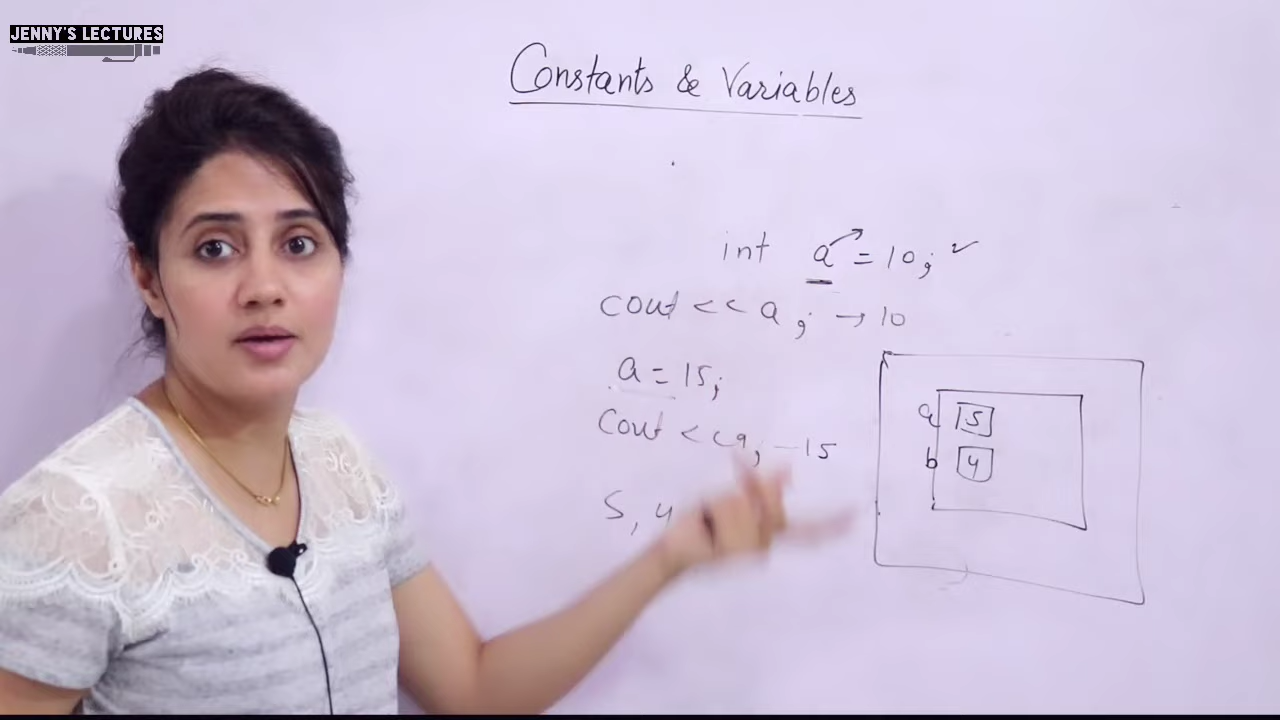 JENNY'S LECTURES
Constants & Variables
int a = 10;
cout << a; → 10
a = 15;
Cout << a; — 15
a 5
b 4
5, 4